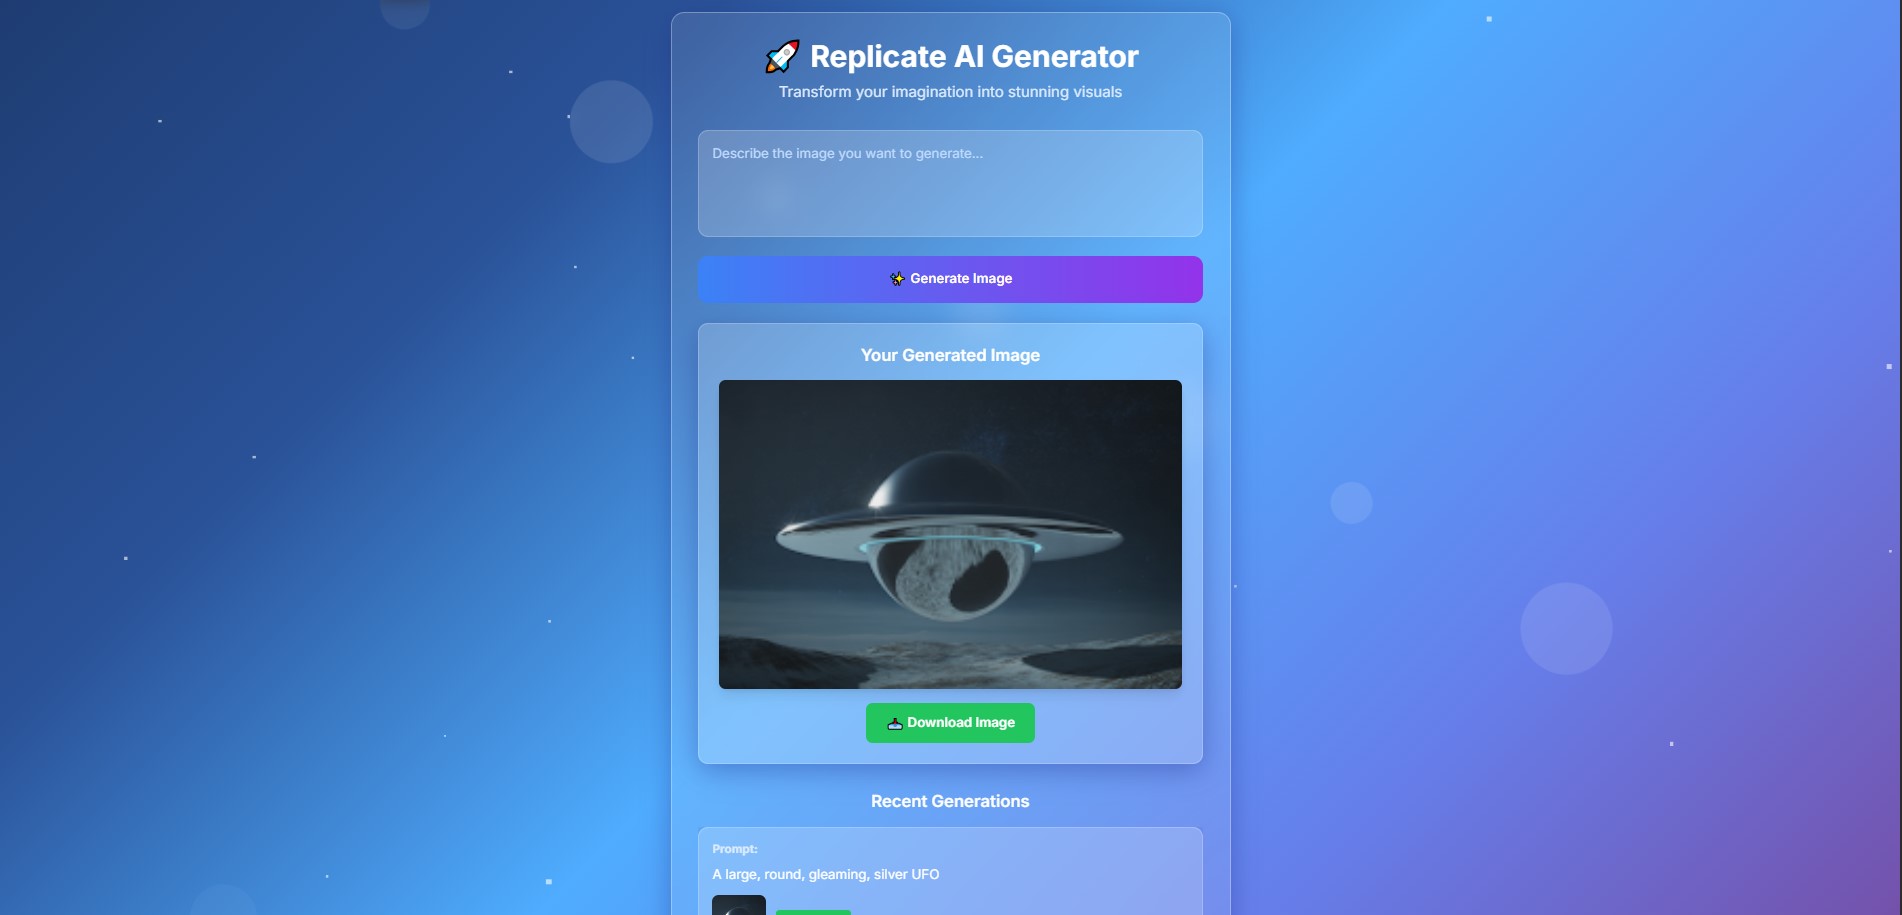 🚀 Replicate AI Generator
Transform your imagination into stunning visuals
Describe the image you want to generate...
✨ Generate Image
Your Generated Image
📥 Download Image
Recent Generations
Prompt:
A large, round, gleaming, silver UFO